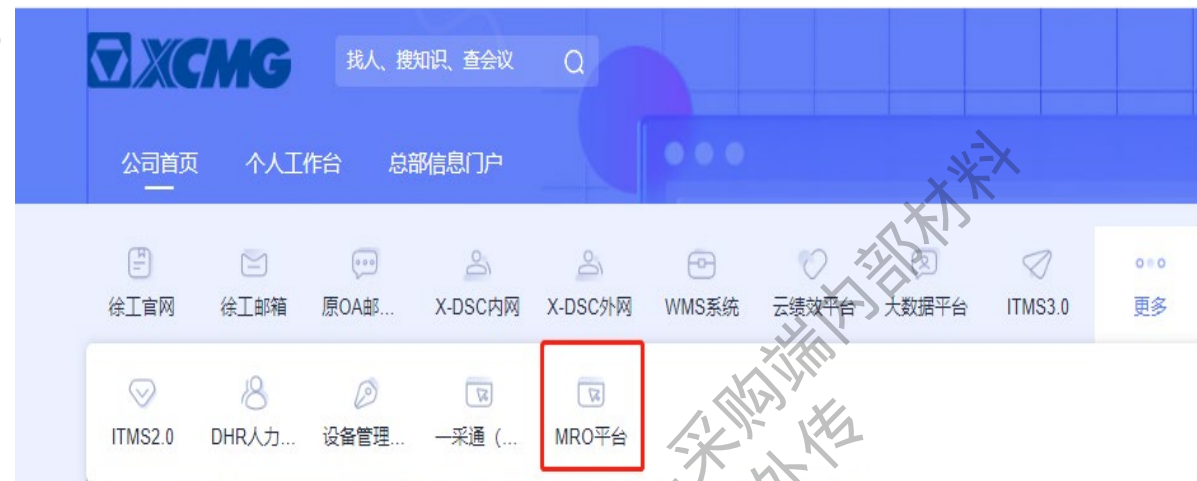 XCMG
找人、搜知识、查会议
公司首页 个人工作台 总部信息门户
徐工官网 徐工邮箱 原OA邮... X-DSC内网 X-DSC外网 WMS系统 云绩效平台 大数据平台 ITMS3.0 更多
ITMS2.0 DHR人力... 设备管理... 一采通（... MRO平台
采购端内部材料
外传